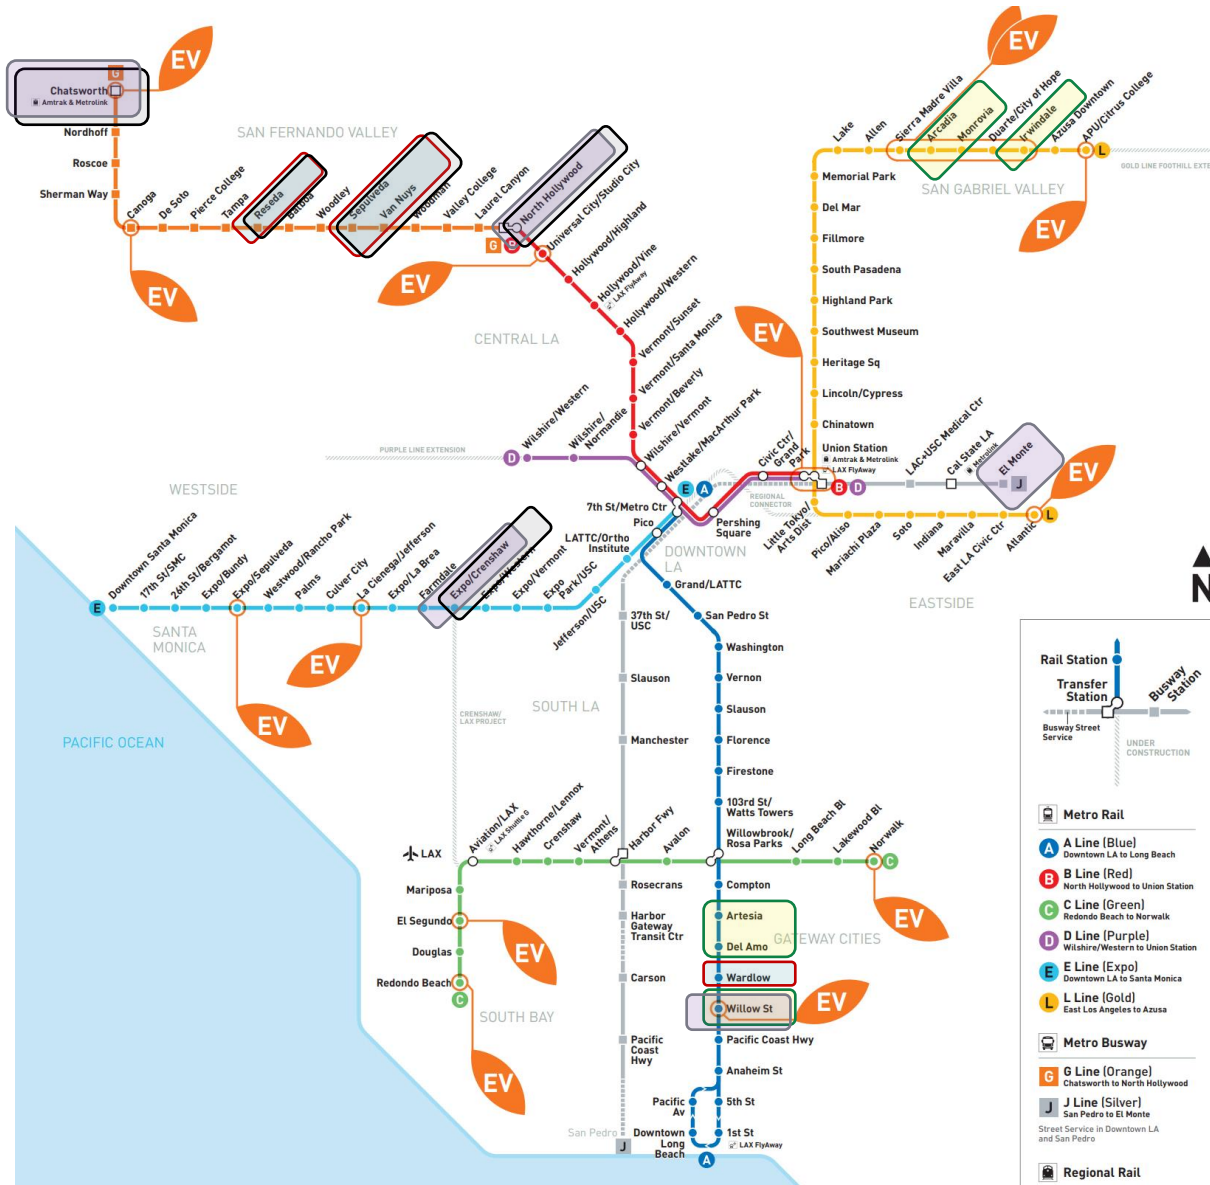 EV
EV
G
Chatsworth
Amtrak & Metrolink
Nordhoff
Roscoe
Sherman Way
SAN FERNANDO VALLEY
Canoga
De Soto
Pierce College
Tampa
Reseda
Balboa
Woodley
Sepulveda
Van Nuys
Woodman
Valley College
Laurel Canyon
North Hollywood
Universal City/Studio City
G
B
EV
EV
Hollywood/Highland
Hollywood/Vine
LAX FlyAway
Hollywood/Western
Vermont/Sunset
Vermont/Santa Monica
Vermont/Beverly
Wilshire/Vermont
Westlake/MacArthur Park
CENTRAL LA
Lake
Allen
Sierra Madre Villa
Arcadia
Monrovia
Duarte/City of Hope
Irwindale
Azusa Downtown
APU/Citrus College
L
GOLD LINE FOOTHILL EXTE
Memorial Park
SAN GABRIEL VALLEY
Del Mar
Fillmore
EV
South Pasadena
Highland Park
Southwest Museum
EV
Heritage Sq
Lincoln/Cypress
Chinatown
Union Station
Amtrak & Metrolink
LAX FlyAway
PURPLE LINE EXTENSION
D
Wilshire/Western
Wilshire/
Normandie
Civic Ctr/
Grand
Park
B
D
LAC+USC Medical Ctr
Cal State LA
Metrolink
El Monte
J
EV
WESTSIDE
E
A
REGIONAL
CONNECTOR
7th St/Metro Ctr
Pico
Pershing
Square
Little Tokyo/
Arts Dist
Pico/Aliso
Mariachi Plaza
Soto
Indiana
Maravilla
East LA Civic Ctr
Atlantic
L
DOWNTOWN
LA
LATTC/Ortho
Institute
EASTSIDE
N
E
Downtown Santa Monica
17th St/SMC
26th St/Bergamot
Expo/Bundy
Expo/Sepulveda
Westwood/Rancho Park
Palms
Culver City
La Cienega/Jefferson
Expo/La Brea
Farmdale
Expo/Crenshaw
Expo/Western
Expo/Vermont
Expo
Park/USC
Jefferson/USC
SANTA
MONICA
EV
EV
Grand/LATTC
37th St/
USC
San Pedro St
Washington
Slauson
Vernon
SOUTH LA
CRENSHAW/
LAX PROJECT
Slauson
PACIFIC OCEAN
Manchester
Florence
Firestone
103rd St/
Watts Towers
LAX
Aviation/LAX
LAX Shuttle G
Hawthorne/Lennox
Crenshaw
Vermont/
Athens
Harbor Fwy
Avalon
Willowbrook/
Rosa Parks
Long Beach Bl
Lakewood Bl
Norwalk
C
Mariposa
Rosecrans
Compton
El Segundo
EV
Harbor
Gateway
Transit Ctr
Artesia
EV
Douglas
Del Amo
GATEWAY CITIES
Redondo Beach
C
Carson
Wardlow
SOUTH BAY
Willow St
EV
Pacific
Coast
Hwy
Pacific Coast Hwy
EV
Anaheim St
Pacific
Av
5th St
San Pedro
J
Downtown
Long
Beach
1st St
LAX FlyAway
A
Rail Station
Transfer
Station
Busway
Station
Busway Street
Service
UNDER
CONSTRUCTION
Metro Rail
A
A Line (Blue)
Downtown LA to Long Beach
B
B Line (Red)
North Hollywood to Union Station
C
C Line (Green)
Redondo Beach to Norwalk
D
D Line (Purple)
Wilshire/Western to Union Station
E
E Line (Expo)
Downtown LA to Santa Monica
L
L Line (Gold)
East Los Angeles to Azusa
Metro Busway
G
G Line (Orange)
Chatsworth to North Hollywood
J
J Line (Silver)
San Pedro to El Monte
Street Service in Downtown LA
and San Pedro
Regional Rail